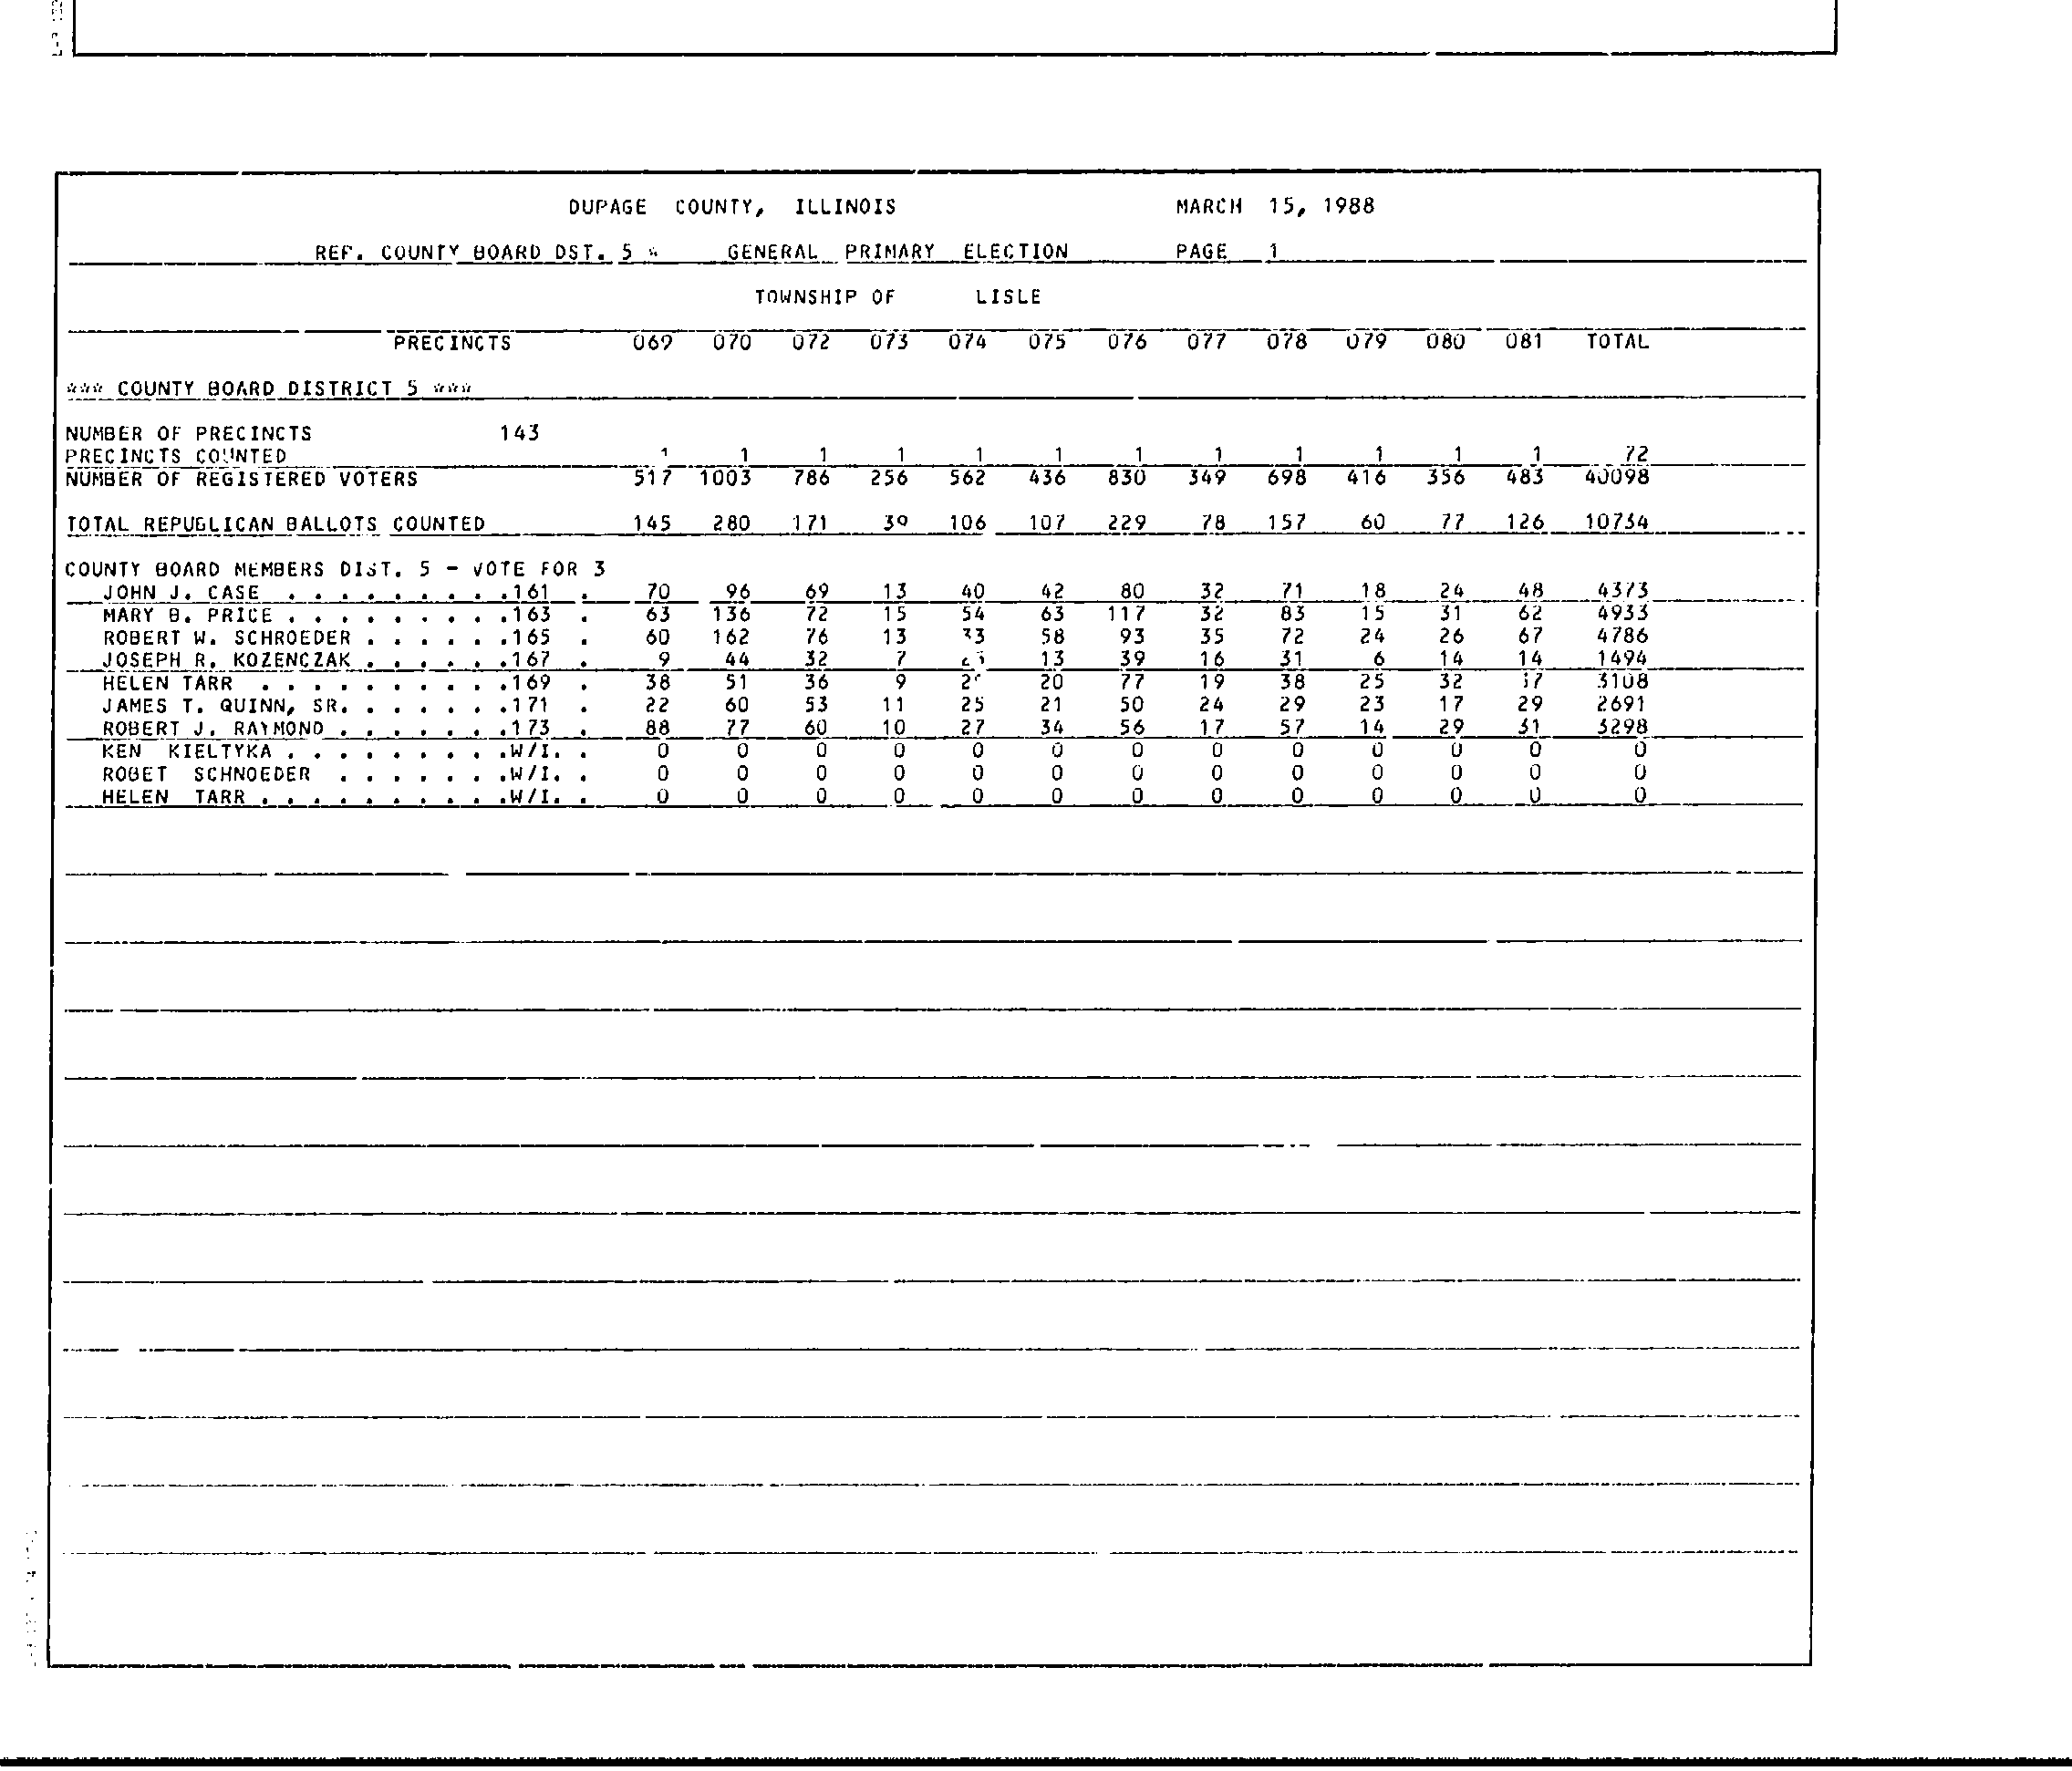 DUPAGE COUNTY, ILLINOIS MARCH 15, 1988
REP. COUNTY BOARD DST. 5 * GENERAL PRIMARY ELECTION PAGE 1
TOWNSHIP OF LISLE
PRECINCTS 069 070 072 073 074 075 076 077 078 079 080 081 TOTAL
*** COUNTY BOARD DISTRICT 5 ***
NUMBER OF PRECINCTS 143
PRECINCTS COUNTED 1 1 1 1 1 1 1 1 1 1 1 1 72
NUMBER OF REGISTERED VOTERS 517 1003 786 256 562 436 830 349 698 416 356 483 40098
TOTAL REPUBLICAN BALLOTS COUNTED 145 280 171 39 106 107 229 78 157 60 77 126 10734
COUNTY BOARD MEMBERS DIST. 5 - VOTE FOR 3
JOHN J. CASE . . . . . . . . .161 . 70 96 69 13 40 42 80 32 71 18 24 48 4373
MARY B. PRICE . . . . . . . . .163 . 63 136 72 15 54 63 117 32 83 15 31 62 4933
ROBERT W. SCHROEDER . . . . . .165 . 60 162 76 13 33 58 93 35 72 24 26 67 4786
JOSEPH R. KOZENCZAK . . . . . .167 . 9 44 32 7 13 39 16 31 6 14 14 1494
HELEN TARR . . . . . . . . . .169 . 38 51 36 9 20 77 19 38 25 32 37 3108
JAMES T. QUINN, SR. . . . . . .171 . 22 60 53 11 25 21 50 24 29 23 17 29 2691
ROBERT J. RAYMOND . . . . . . .173 . 88 77 60 10 27 34 56 17 57 14 29 31 3298
KEN KIELTYKA . . . . . . . . .W/I. . 0 0 0 0 0 0 0 0 0 0 0 0 0
ROBET SCHNOEDER . . . . . . .W/I. . 0 0 0 0 0 0 0 0 0 0 0 0 0
HELEN TARR . . . . . . . . . .W/I. . 0 0 0 0 0 0 0 0 0 0 0 0 0